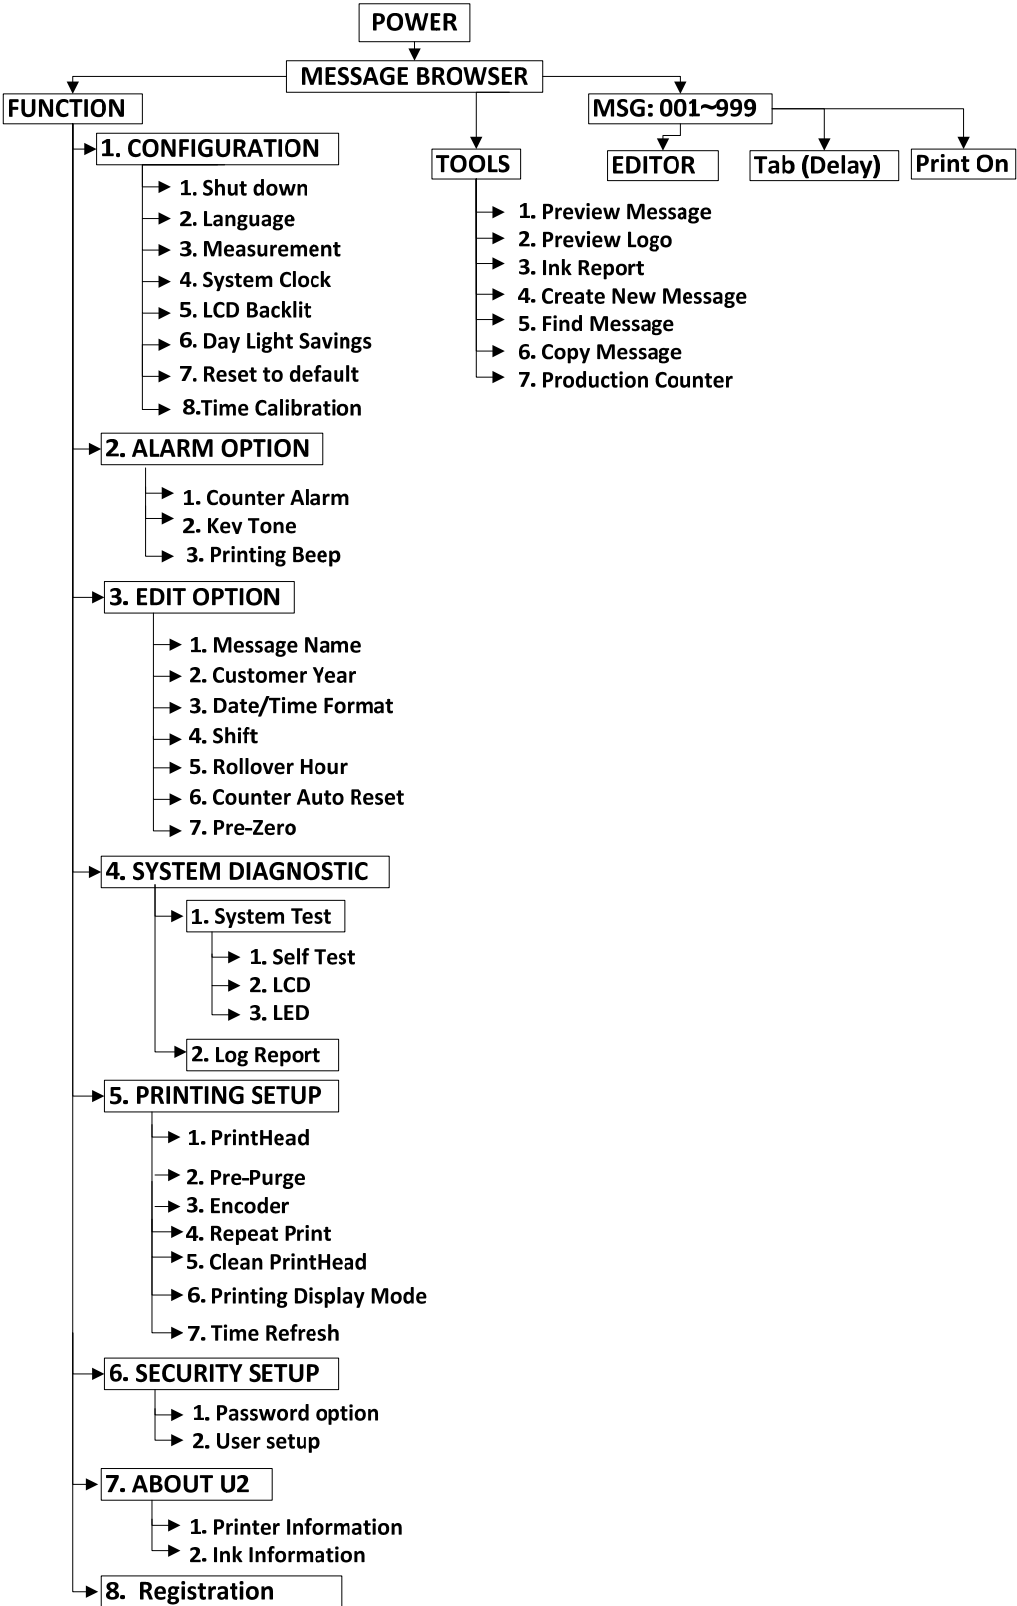 POWER
MESSAGE BROWSER
FUNCTION
1. CONFIGURATION
1. Shut down
2. Language
3. Measurement
4. System Clock
5. LCD Backlit
6. Day Light Savings
7. Reset to default
8.Time Calibration
2. ALARM OPTION
1. Counter Alarm
2. Kev Tone
3. Printing Beep
3. EDIT OPTION
1. Message Name
2. Customer Year
3. Date/Time Format
4. Shift
5. Rollover Hour
6. Counter Auto Reset
7. Pre-Zero
4. SYSTEM DIAGNOSTIC
1. System Test
1. Self Test
2. LCD
3. LED
2. Log Report
5. PRINTING SETUP
1. PrintHead
2. Pre-Purge
3. Encoder
4. Repeat Print
5. Clean PrintHead
6. Printing Display Mode
7. Time Refresh
6. SECURITY SETUP
1. Password option
2. User setup
7. ABOUT U2
1. Printer Information
2. Ink Information
8. Registration
TOOLS
1. Preview Message
2. Preview Logo
3. Ink Report
4. Create New Message
5. Find Message
6. Copy Message
7. Production Counter
MSG: 001~999
EDITOR
Tab (Delay)
Print On